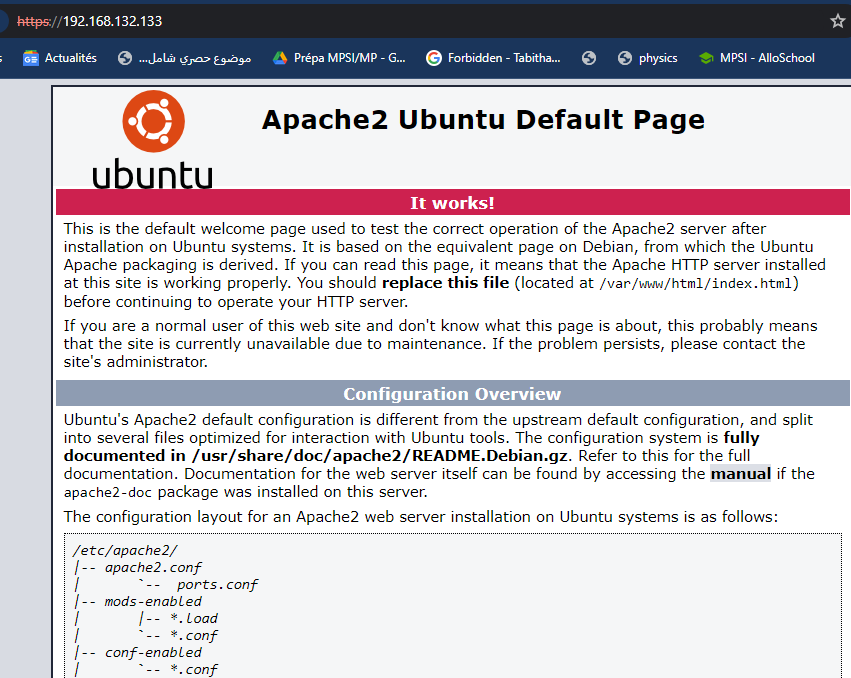 https://192.168.132.133
s Actualités موضوع حصري شامل... Prépa MPSI/MP - G... Forbidden - Tabitha... physics MPSI - AlloSchool
Apache2 Ubuntu Default Page
ubuntu
It works!
This is the default welcome page used to test the correct operation of the Apache2 server after
installation on Ubuntu systems. It is based on the equivalent page on Debian, from which the Ubuntu
Apache packaging is derived. If you can read this page, it means that the Apache HTTP server installed
at this site is working properly. You should replace this file (located at /var/www/html/index.html)
before continuing to operate your HTTP server.
If you are a normal user of this web site and don't know what this page is about, this probably means
that the site is currently unavailable due to maintenance. If the problem persists, please contact the
site's administrator.
Configuration Overview
Ubuntu's Apache2 default configuration is different from the upstream default configuration, and split
into several files optimized for interaction with Ubuntu tools. The configuration system is fully
documented in /usr/share/doc/apache2/README.Debian.gz. Refer to this for the full
documentation. Documentation for the web server itself can be found by accessing the manual if the
apache2-doc package was installed on this server.
The configuration layout for an Apache2 web server installation on Ubuntu systems is as follows:
/etc/apache2/
|-- apache2.conf
|       `--  ports.conf
|-- mods-enabled
|       |-- *.load
|       `-- *.conf
|-- conf-enabled
|       `-- *.conf